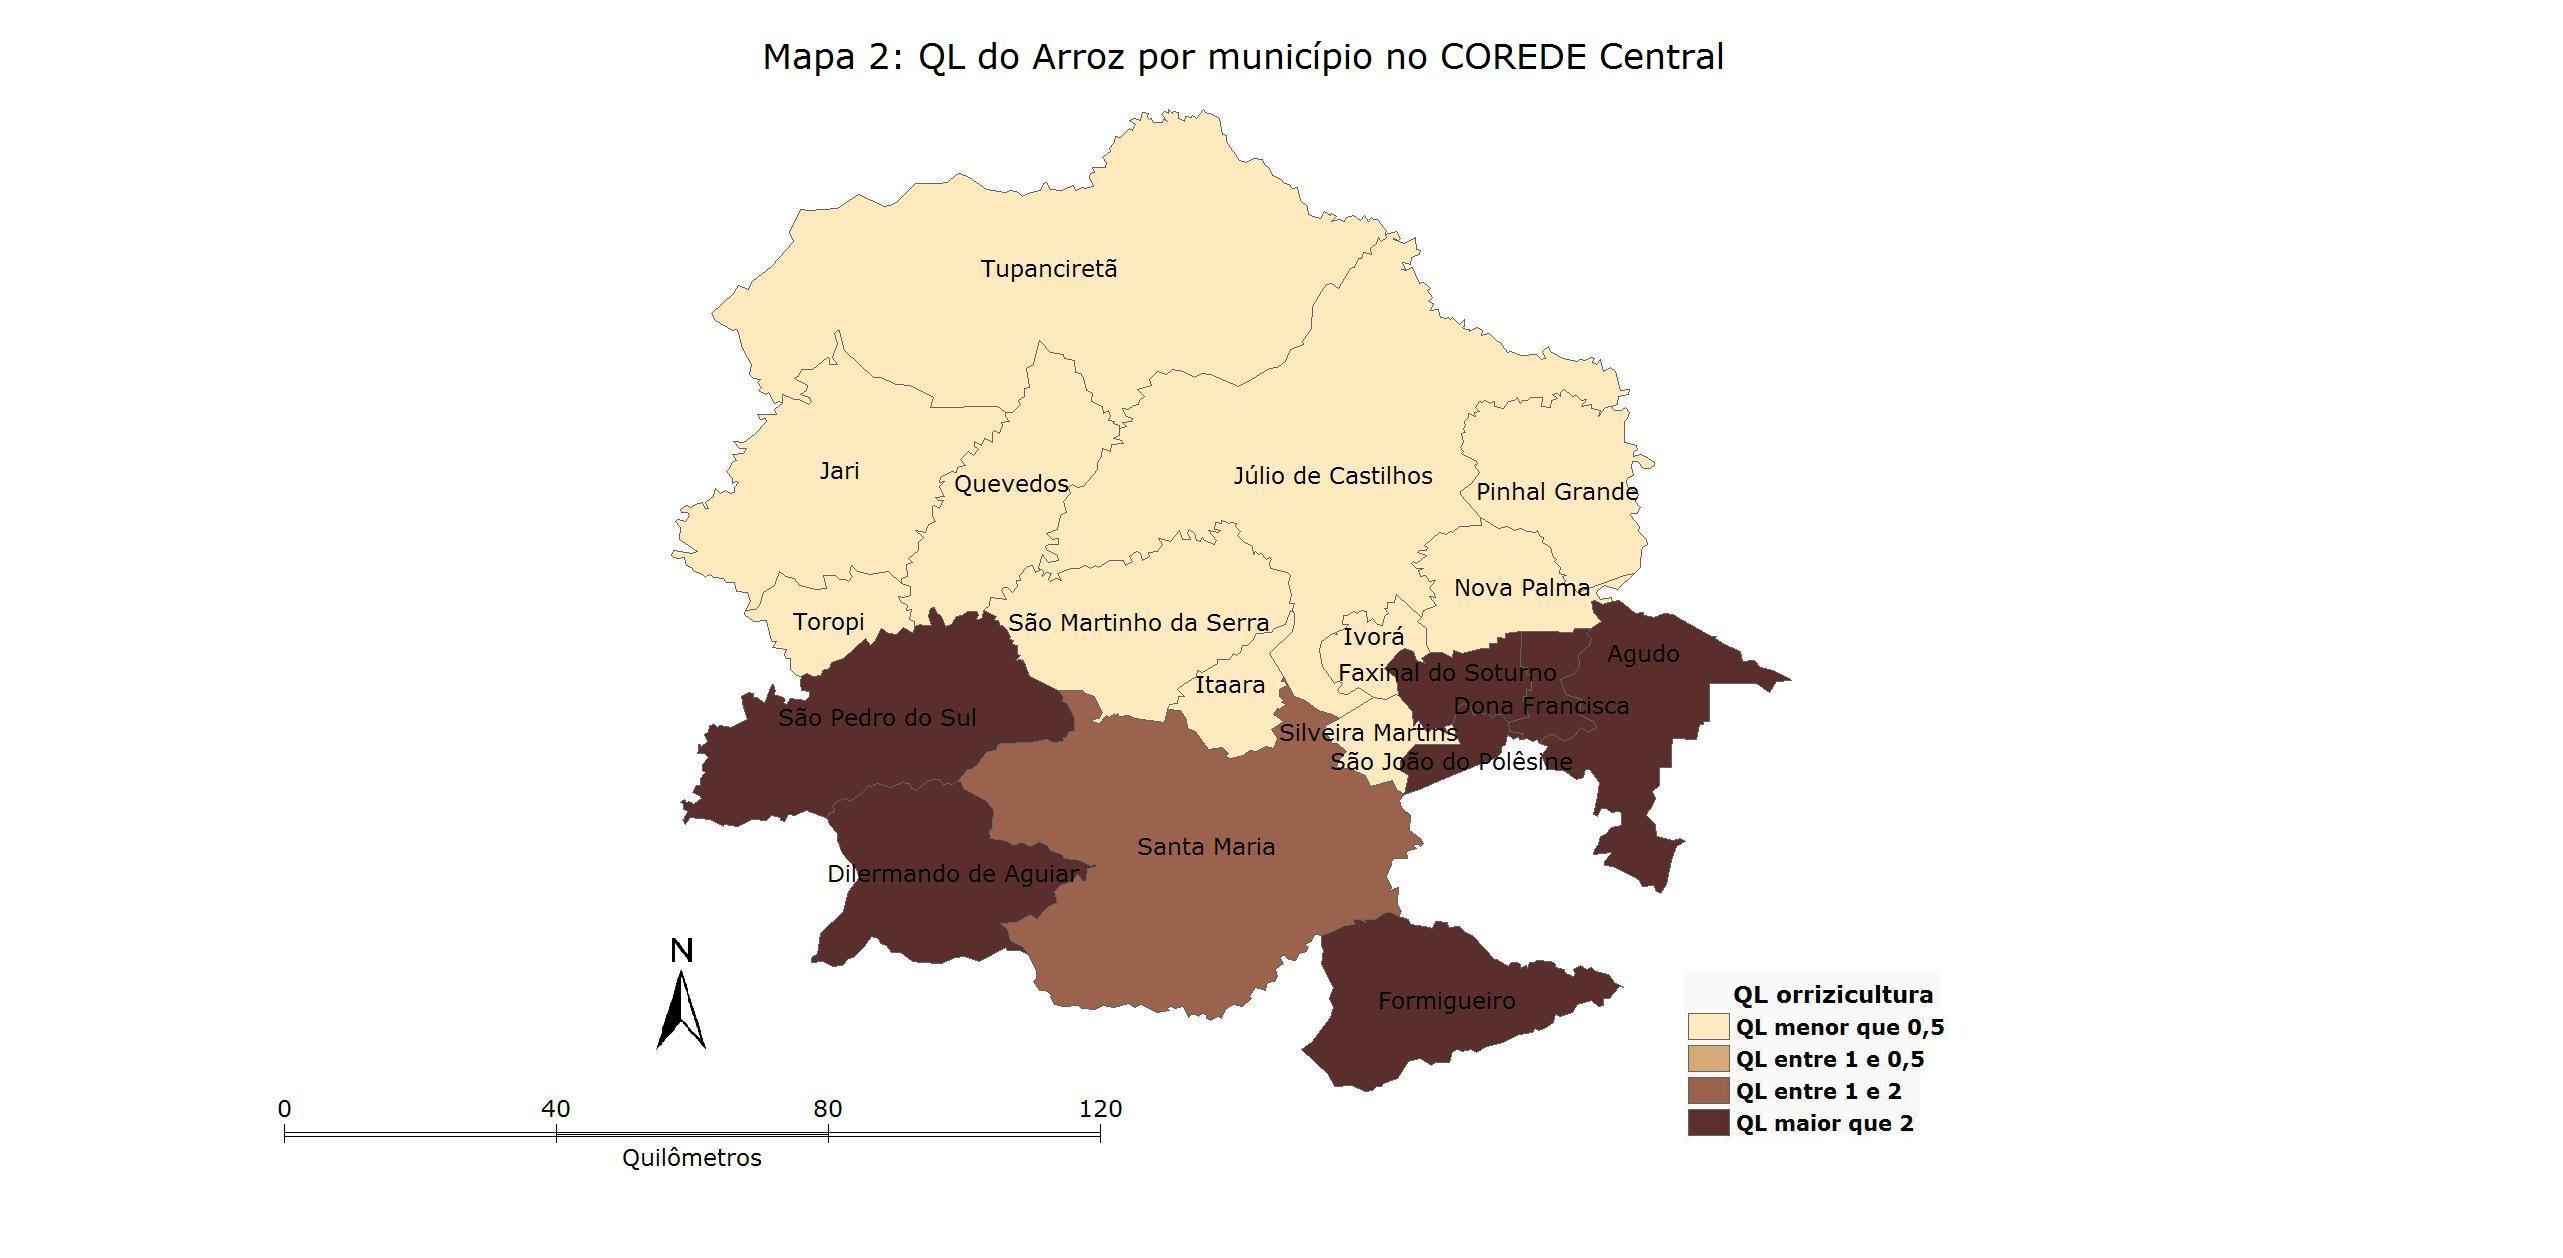 Mapa 2: QL do Arroz por município no COREDE Central
Tupanciretã
Jari
Quevedos
Júlio de Castilhos
Pinhal Grande
Nova Palma
Toropi
São Martinho da Serra
Ivorá
Agudo
Faxinal do Soturno
Itaara
Dona Francisca
São Pedro do Sul
Silveira Martins
São João do Polêsine
Santa Maria
Dilermando de Aguiar
Formigueiro
N
QL orrizicultura
QL menor que 0,5
QL entre 1 e 0,5
QL entre 1 e 2
QL maior que 2
0 40 80 120
Quilômetros